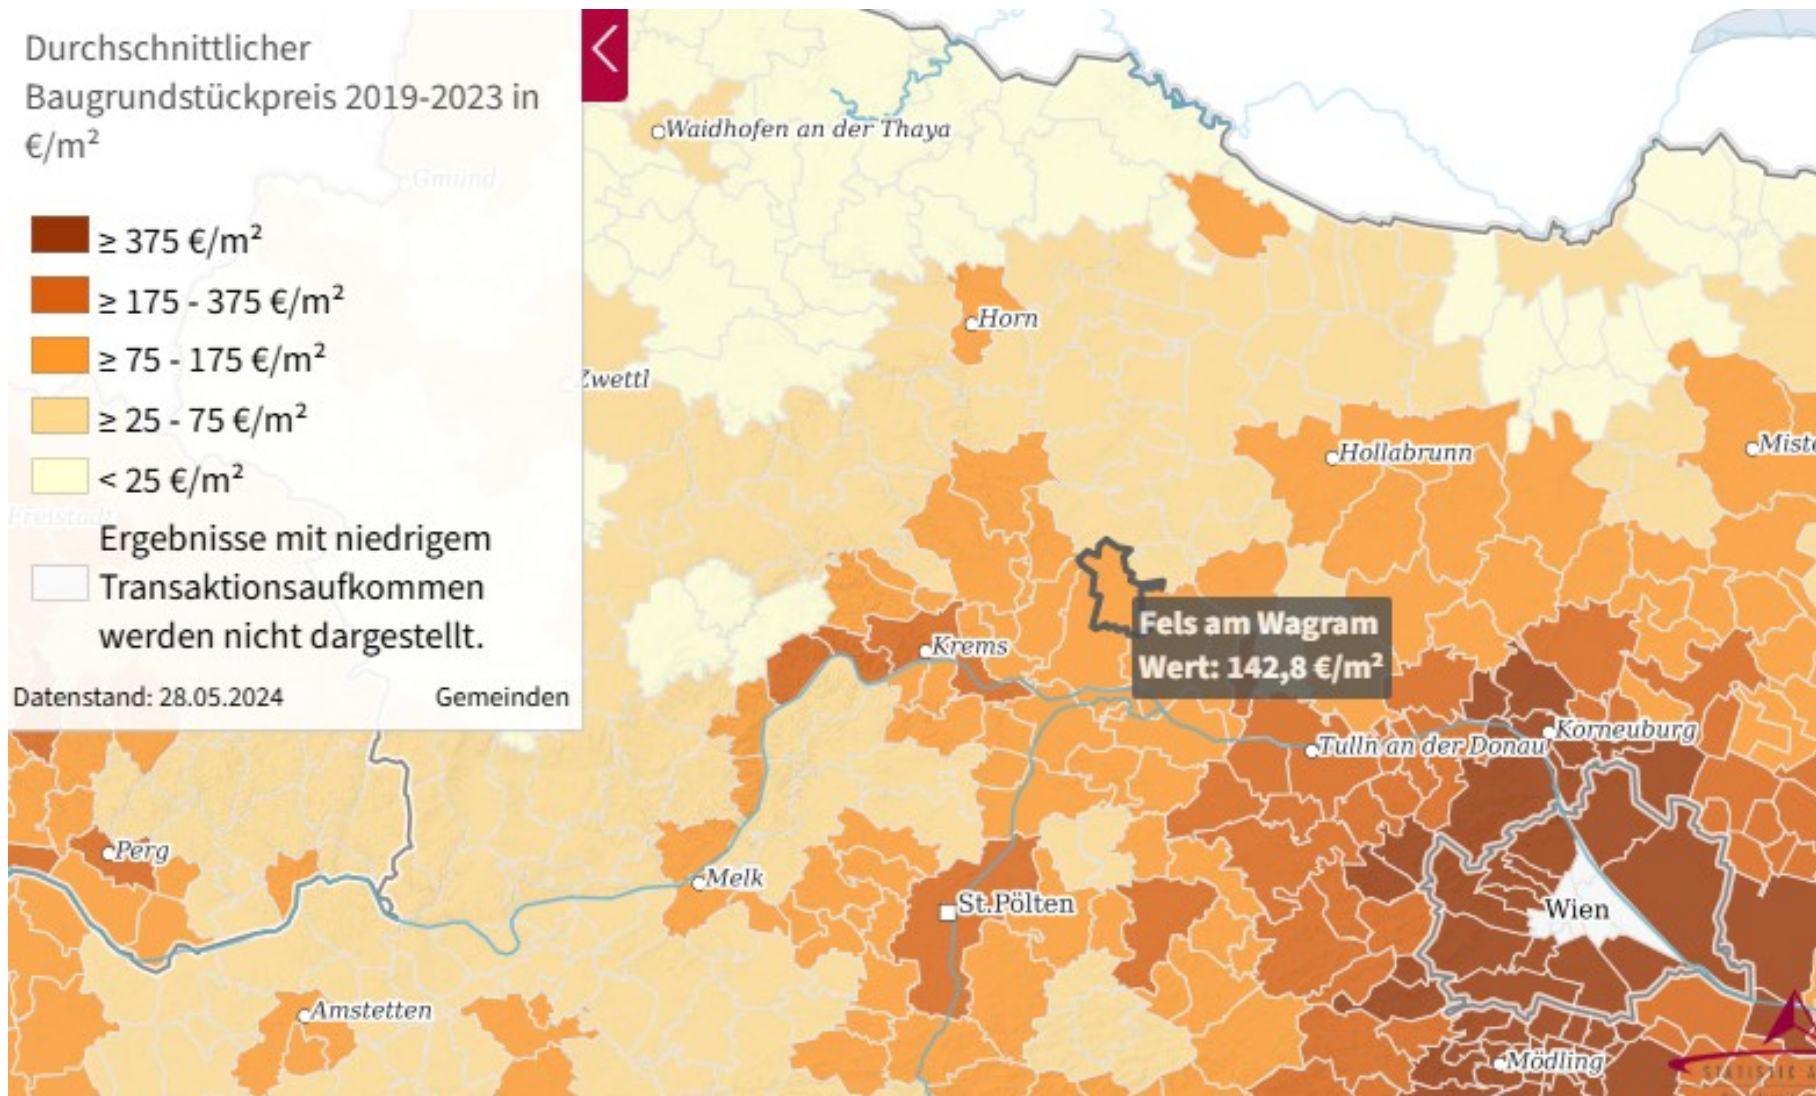 Durchschnittlicher
Baugrundstückpreis 2019-2023 in
€/m²
≥ 375 €/m²
≥ 175 - 375 €/m²
≥ 75 - 175 €/m²
≥ 25 - 75 €/m²
< 25 €/m²
Ergebnisse mit niedrigem
Transaktionsaufkommen
werden nicht dargestellt.
Datenstand: 28.05.2024 Gemeinden
Gmünd
Freistadt
Waidhofen an der Thaya
Horn
Zwettl
Hollabrunn
Miste
Fels am Wagram
Wert: 142,8 €/m²
Krems
Tulln an der Donau
Korneuburg
Perg
Melk
St.Pölten
Wien
Amstetten
Mödling
STATISTIC A